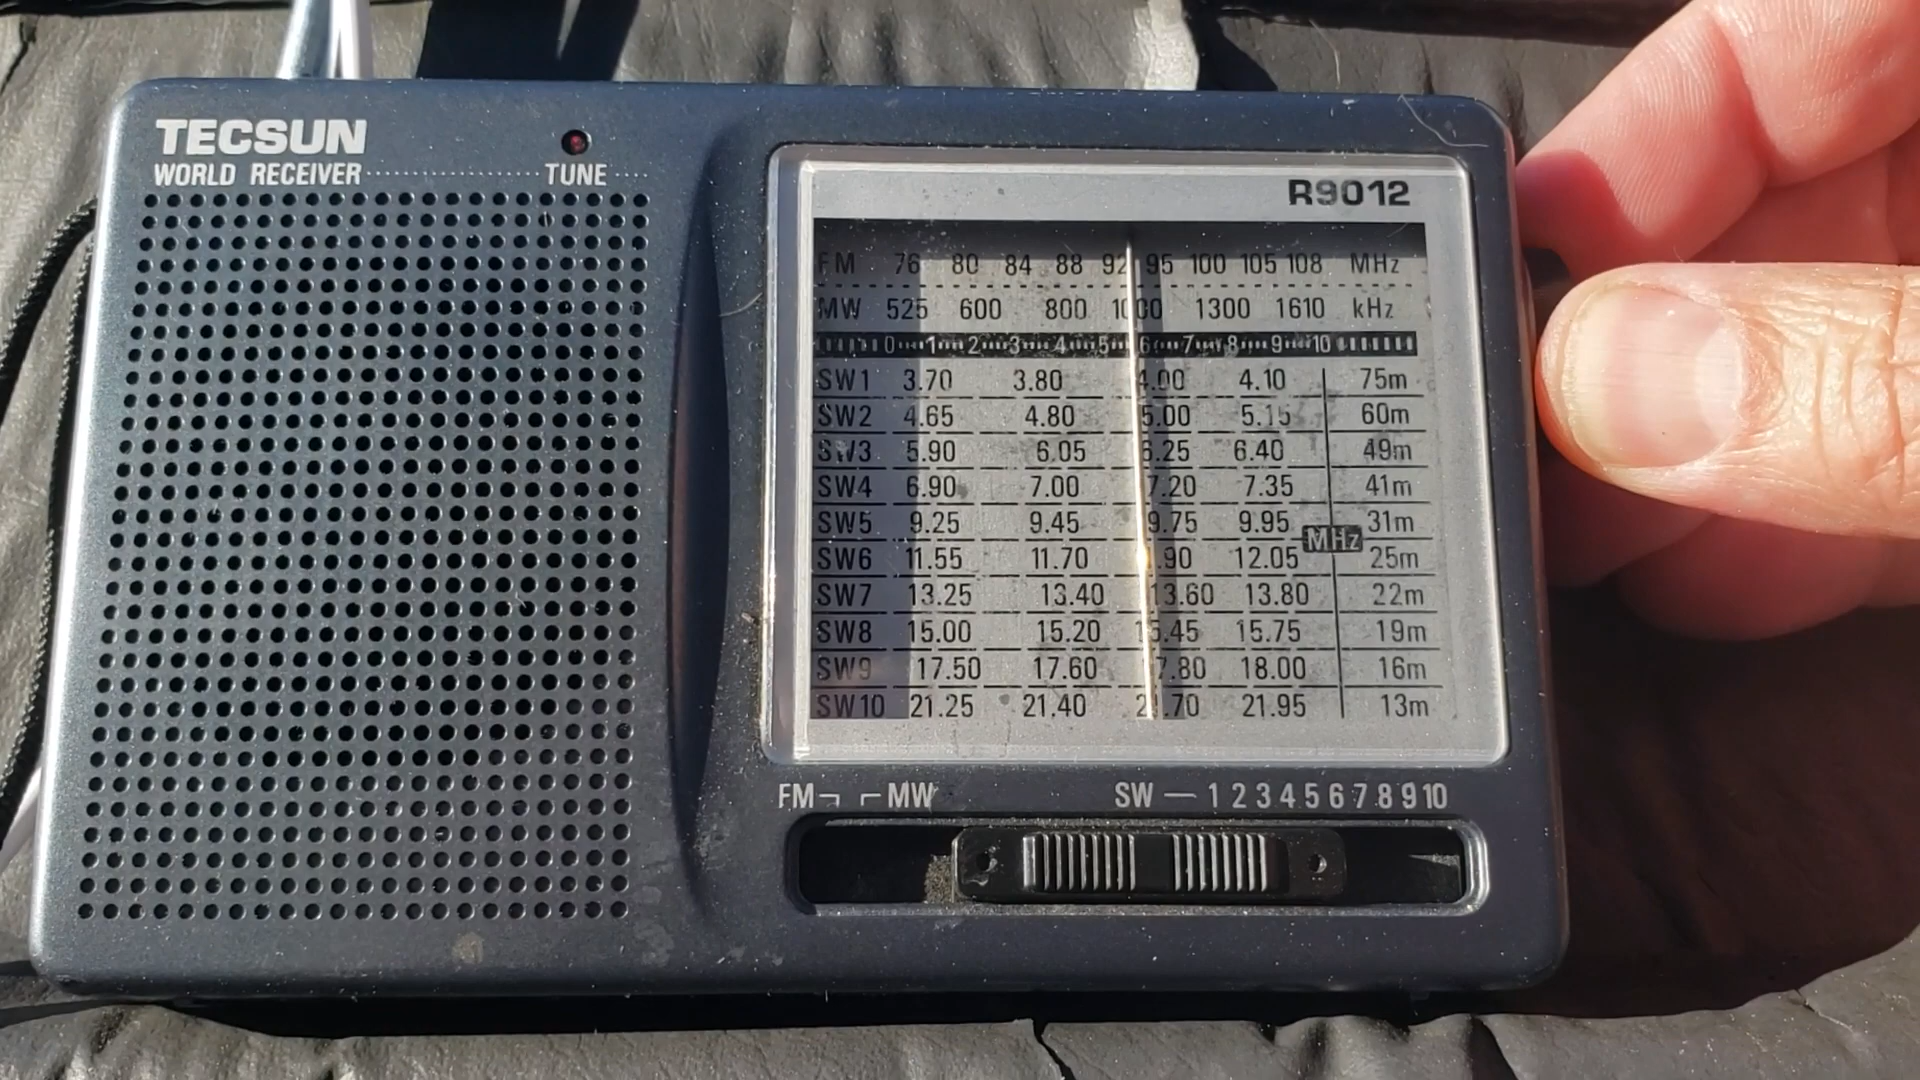 TECSUN
WORLD RECEIVER TUNE
R9012
FM 76 80 84 88 92 95 100 105 108 MHz
MW 525 600 800 1000 1300 1610 kHz
0 1 2 3 4 5 6 7 8 9 10
SW1 3.70 3.80 4.00 4.10 75m
SW2 4.65 4.80 5.00 5.15 60m
SW3 5.90 6.05 6.25 6.40 49m
SW4 6.90 7.00 7.20 7.35 41m
SW5 9.25 9.45 9.75 9.95 31m
MHz
SW6 11.55 11.70 .90 12.05 25m
SW7 13.25 13.40 13.60 13.80 22m
SW8 15.00 15.20 15.45 15.75 19m
SW9 17.50 17.60 17.80 18.00 16m
SW10 21.25 21.40 21.70 21.95 13m
FM MW SW 1 2 3 4 5 6 7 8 9 10